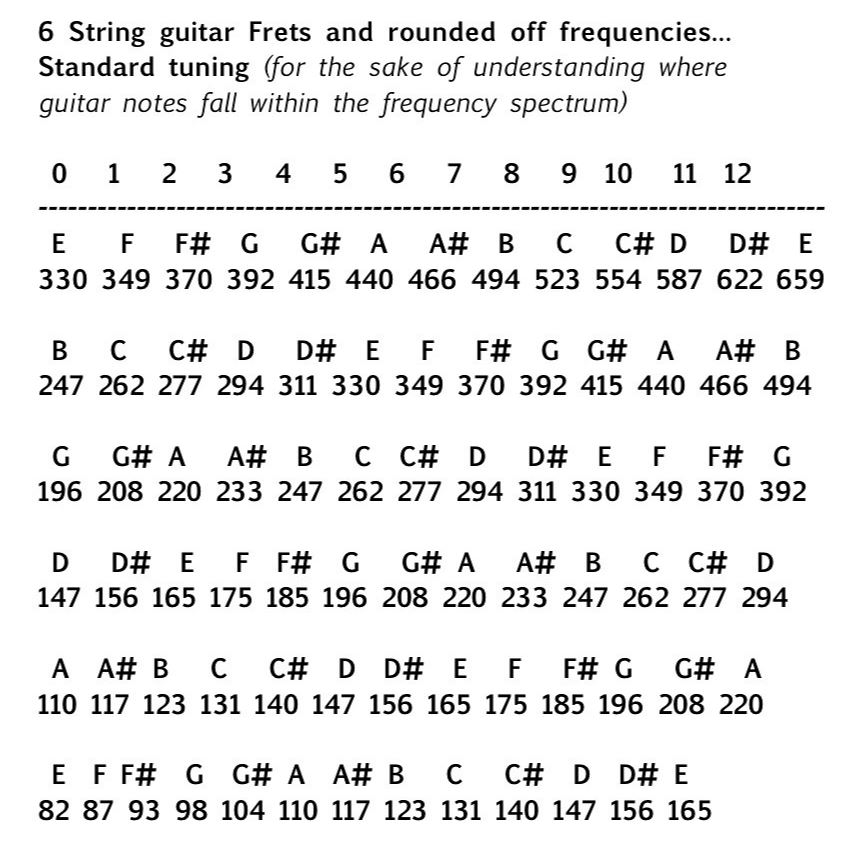 6 String guitar Frets and rounded off frequencies...
Standard tuning (for the sake of understanding where
guitar notes fall within the frequency spectrum)
0 1 2 3 4 5 6 7 8 9 10 11 12
--------------------------------------------------------------------------------
E F F# G G# A A# B C C# D D# E
330 349 370 392 415 440 466 494 523 554 587 622 659
B C C# D D# E F F# G G# A A# B
247 262 277 294 311 330 349 370 392 415 440 466 494
G G# A A# B C C# D D# E F F# G
196 208 220 233 247 262 277 294 311 330 349 370 392
D D# E F F# G G# A A# B C C# D
147 156 165 175 185 196 208 220 233 247 262 277 294
A A# B C C# D D# E F F# G G# A
110 117 123 131 140 147 156 165 175 185 196 208 220
E F F# G G# A A# B C C# D D# E
82 87 93 98 104 110 117 123 131 140 147 156 165